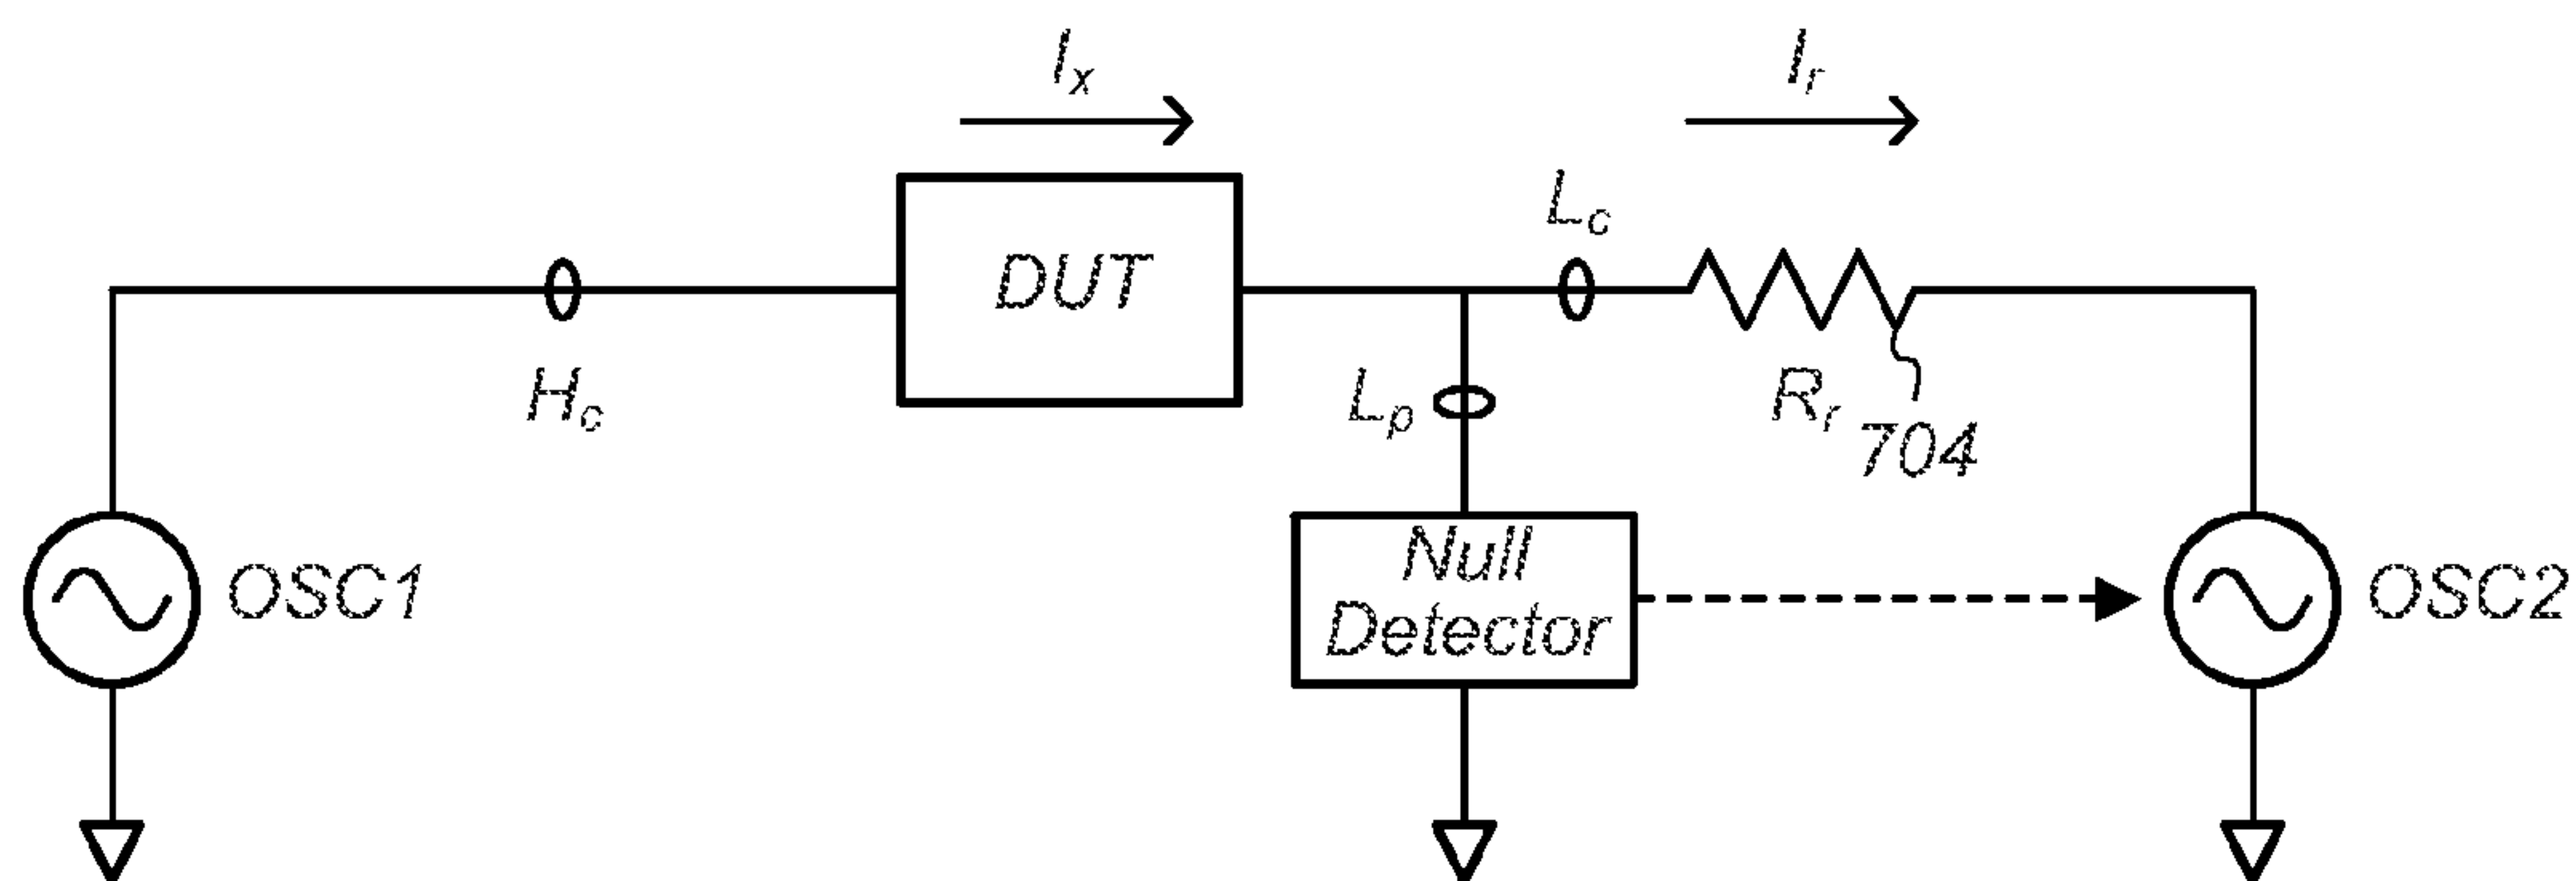 Ix
Ir
Lc
DUT
Hc
Lp
Rr
704
Null
Detector
OSC1
OSC2